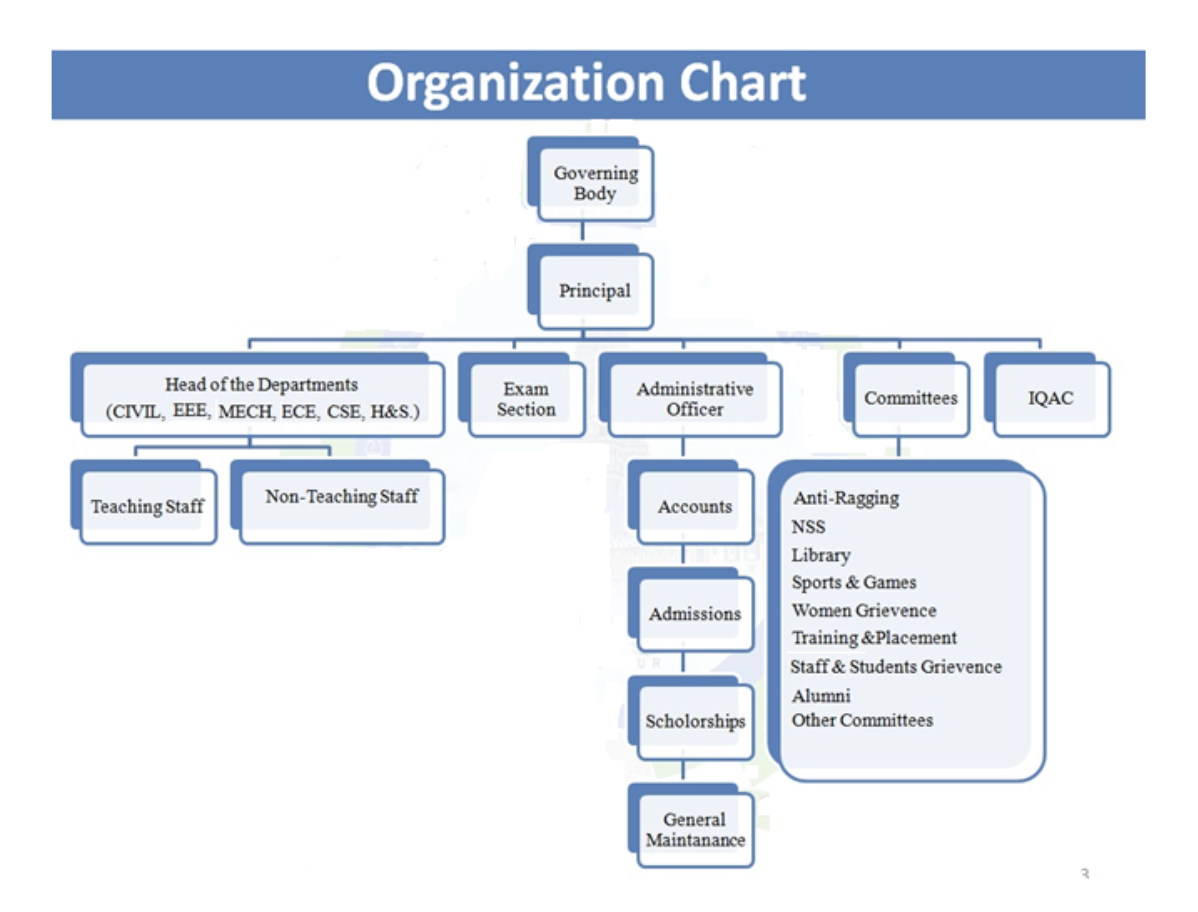 Organization Chart
Governing
Body
Principal
Head of the Departments
(CIVIL, EEE, MECH, ECE, CSE, H&S.)
Exam
Section
Administrative
Officer
Committees
IQAC
Teaching Staff
Non-Teaching Staff
Accounts
Admissions
Scholorships
General
Maintanance
Anti-Ragging
NSS
Library
Sports & Games
Women Grievence
Training &Placement
Staff & Students Grievence
Alumni
Other Committees
U R
3